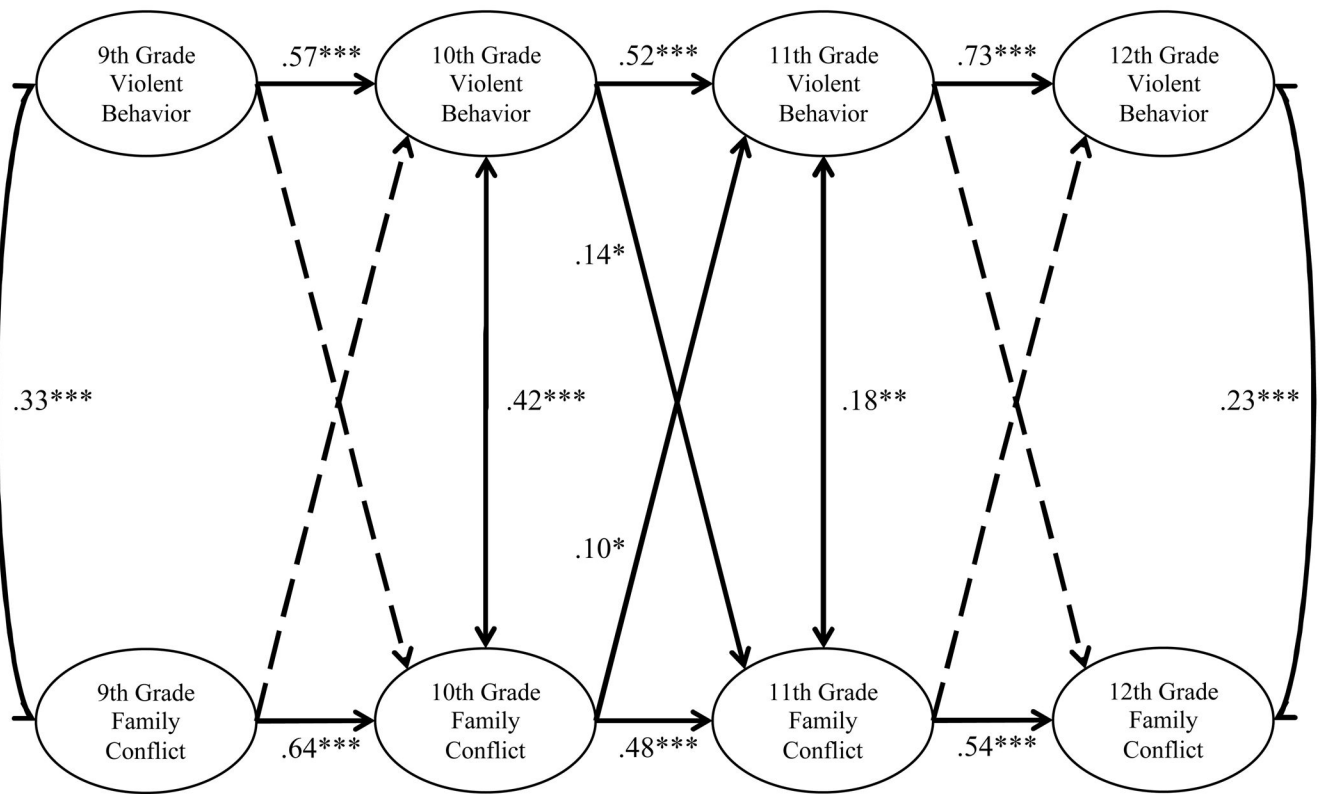 9th Grade
Violent
Behavior
.57***
10th Grade
Violent
Behavior
.52***
11th Grade
Violent
Behavior
.73***
12th Grade
Violent
Behavior
.14*
.33***
.42***
.18**
.23***
.10*
9th Grade
Family
Conflict
.64***
10th Grade
Family
Conflict
.48***
11th Grade
Family
Conflict
.54***
12th Grade
Family
Conflict